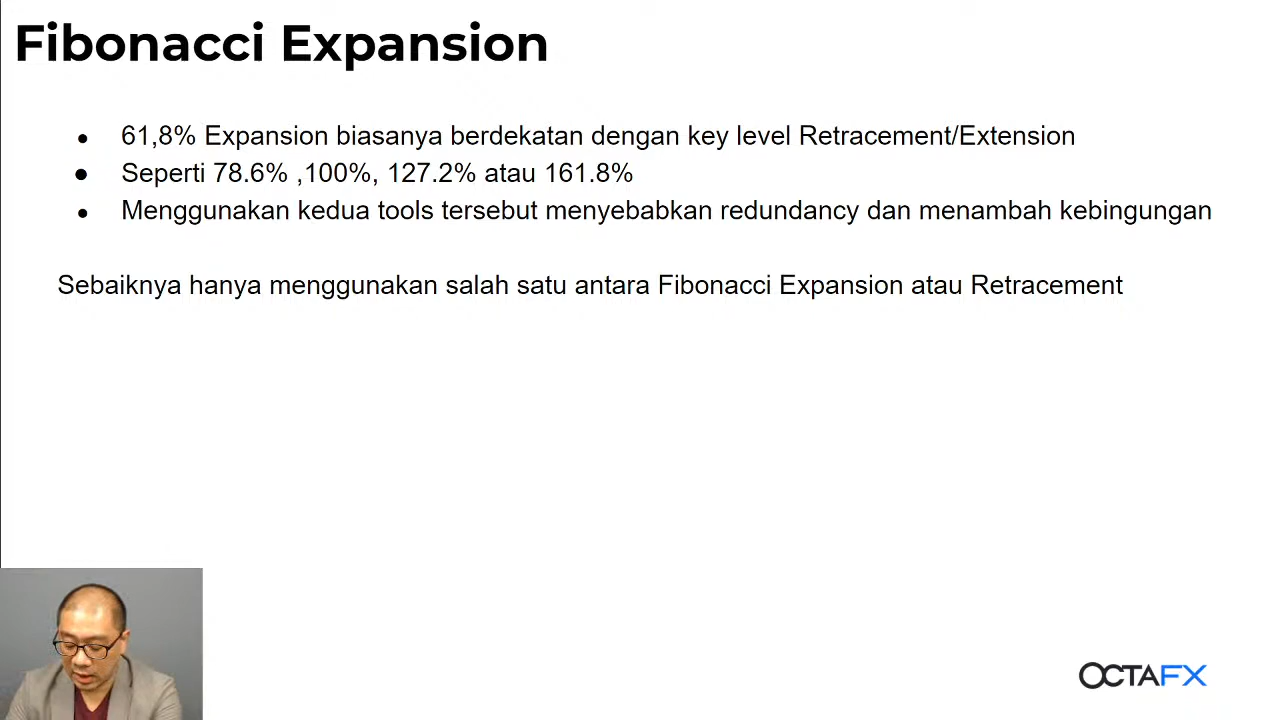 Fibonacci Expansion
61,8% Expansion biasanya berdekatan dengan key level Retracement/Extension
Seperti 78.6% ,100%, 127.2% atau 161.8%
Menggunakan kedua tools tersebut menyebabkan redundancy dan menambah kebingungan
Sebaiknya hanya menggunakan salah satu antara Fibonacci Expansion atau Retracement
OCTAFX